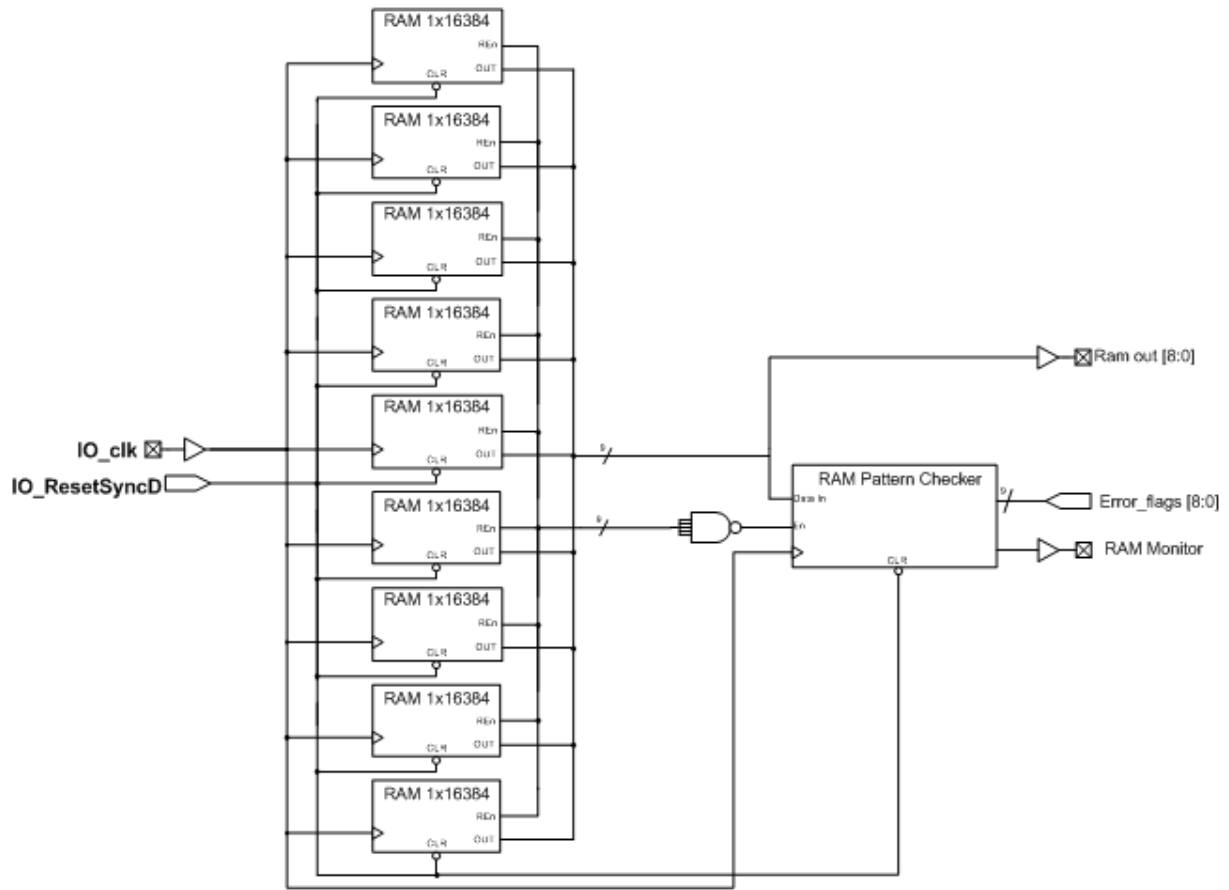 RAM 1x16384
REn
OUT
CLR
RAM 1x16384
REn
OUT
CLR
RAM 1x16384
REn
OUT
CLR
RAM 1x16384
REn
OUT
CLR
RAM 1x16384
REn
OUT
CLR
RAM 1x16384
REn
OUT
CLR
RAM 1x16384
REn
OUT
CLR
RAM 1x16384
REn
OUT
CLR
RAM 1x16384
REn
OUT
CLR
IO_clk
IO_ResetSyncD
9
9
Ram out [8:0]
RAM Pattern Checker
Data In
En
CLR
9
Error_flags [8:0]
RAM Monitor